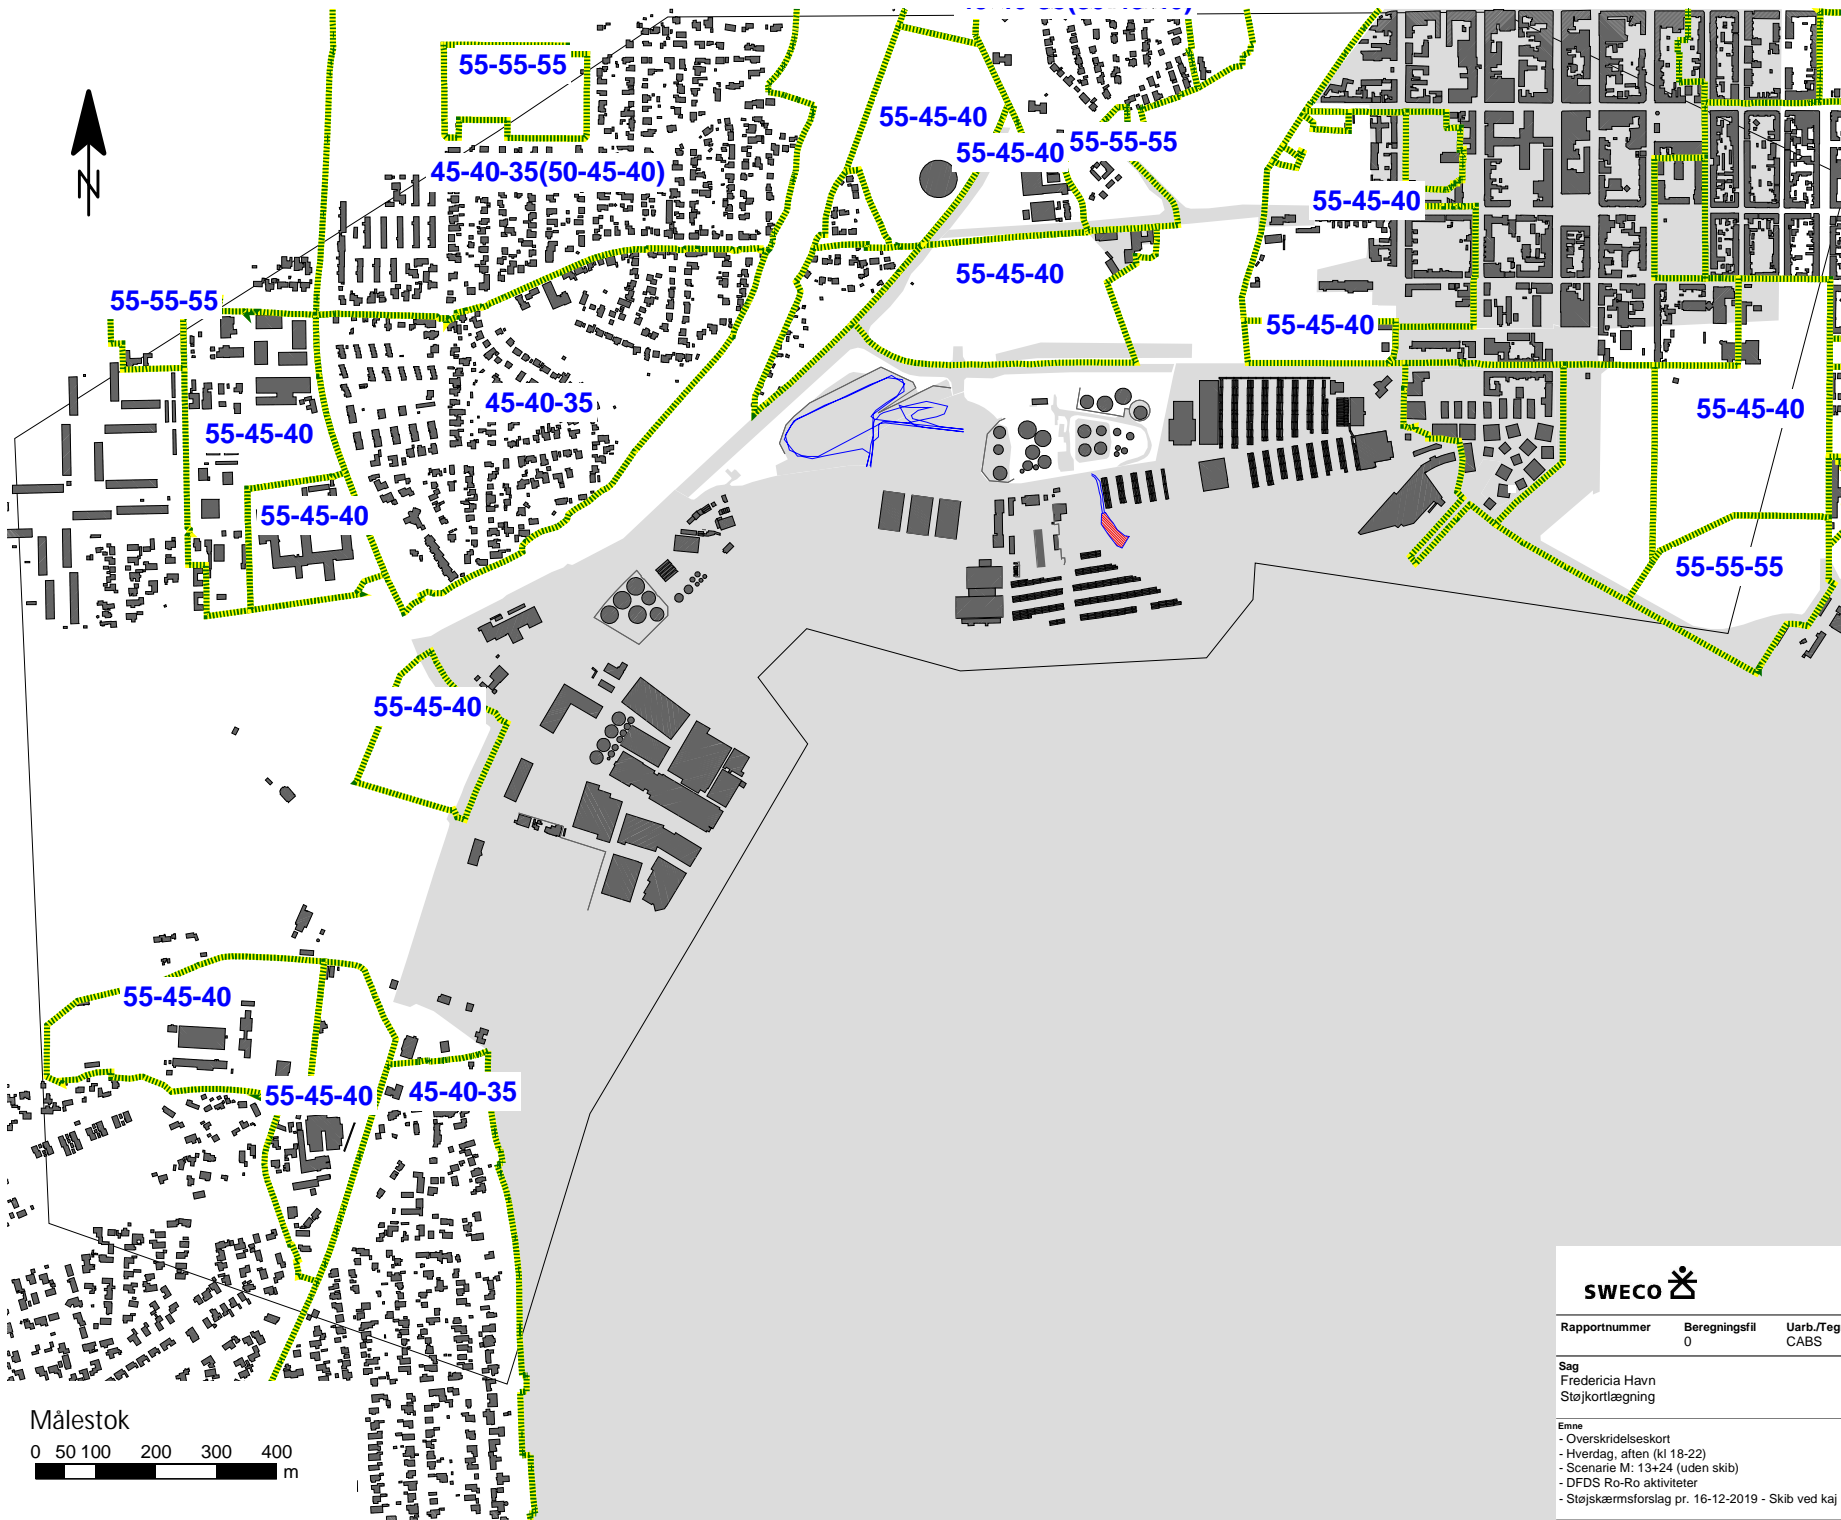 55-55-55
55-45-40
55-45-40
55-55-55
45-40-35(50-45-40)
55-45-40
55-45-40
55-55-55
55-45-40
45-40-35
55-45-40
55-45-40
55-45-40
55-55-55
55-45-40
55-45-40
55-45-40
45-40-35
N
SWECO
Rapportnummer Beregningsfil Uarb./Teg
0 CABS
Sag
Fredericia Havn
Støjkortlægning
Emne
- Overskridelseskort
- Hverdag, aften (kl 18-22)
- Scenarie M: 13+24 (uden skib)
- DFDS Ro-Ro aktiviteter
- Støjskærmsforslag pr. 16-12-2019 - Skib ved kaj
Målestok
0 50 100 200 300 400
m